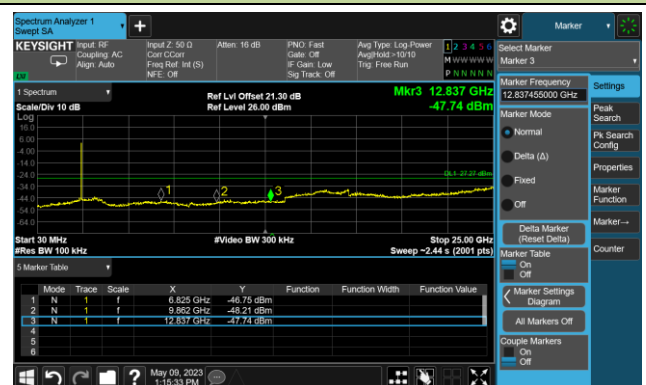 Spectrum Analyzer 1
Swept SA
+
Marker
KEYSIGHT
Input: RF
Coupling: AC
Align: Auto
Input Z: 50 Ω
Corr CCorr
Freq Ref: Int (S)
NFE: Off
Atten: 16 dB
PNO: Fast
Gate: Off
IF Gain: Low
Sig Track: Off
Avg Type: Log-Power
Avg|Hold:>10/10
Trig: Free Run
1 2 3 4 5 6
M W W W W W
P N N N N N
LV
Select Marker
Marker 3
1 Spectrum
Scale/Div 10 dB
Ref Lvl Offset 21.30 dB
Ref Level 26.00 dBm
Mkr3 12.837 GHz
-47.74 dBm
Log
16.0
6.00
-4.00
-14.0
-24.0
-34.0
-44.0
-54.0
-64.0
DL1 -27.27 dBm
1
2
3
Start 30 MHz
#Res BW 100 kHz
#Video BW 300 kHz
Stop 25.00 GHz
Sweep ~2.44 s (2001 pts)
5 Marker Table
Mode Trace Scale X Y Function Function Width Function Value
1 N 1 f 6.825 GHz -46.75 dBm
2 N 1 f 9.862 GHz -48.21 dBm
3 N 1 f 12.837 GHz -47.74 dBm
4
5
6
Marker Frequency
12.837455000 GHz
Marker Mode
Normal
Delta (Δ)
Fixed
Off
Delta Marker
(Reset Delta)
Marker Table
On
Off
Marker Settings
Diagram
All Markers Off
Couple Markers
On
Off
Settings
Peak
Search
Pk Search
Config
Properties
Marker
Function
Marker→
Counter
?
May 09, 2023
1:15:33 PM